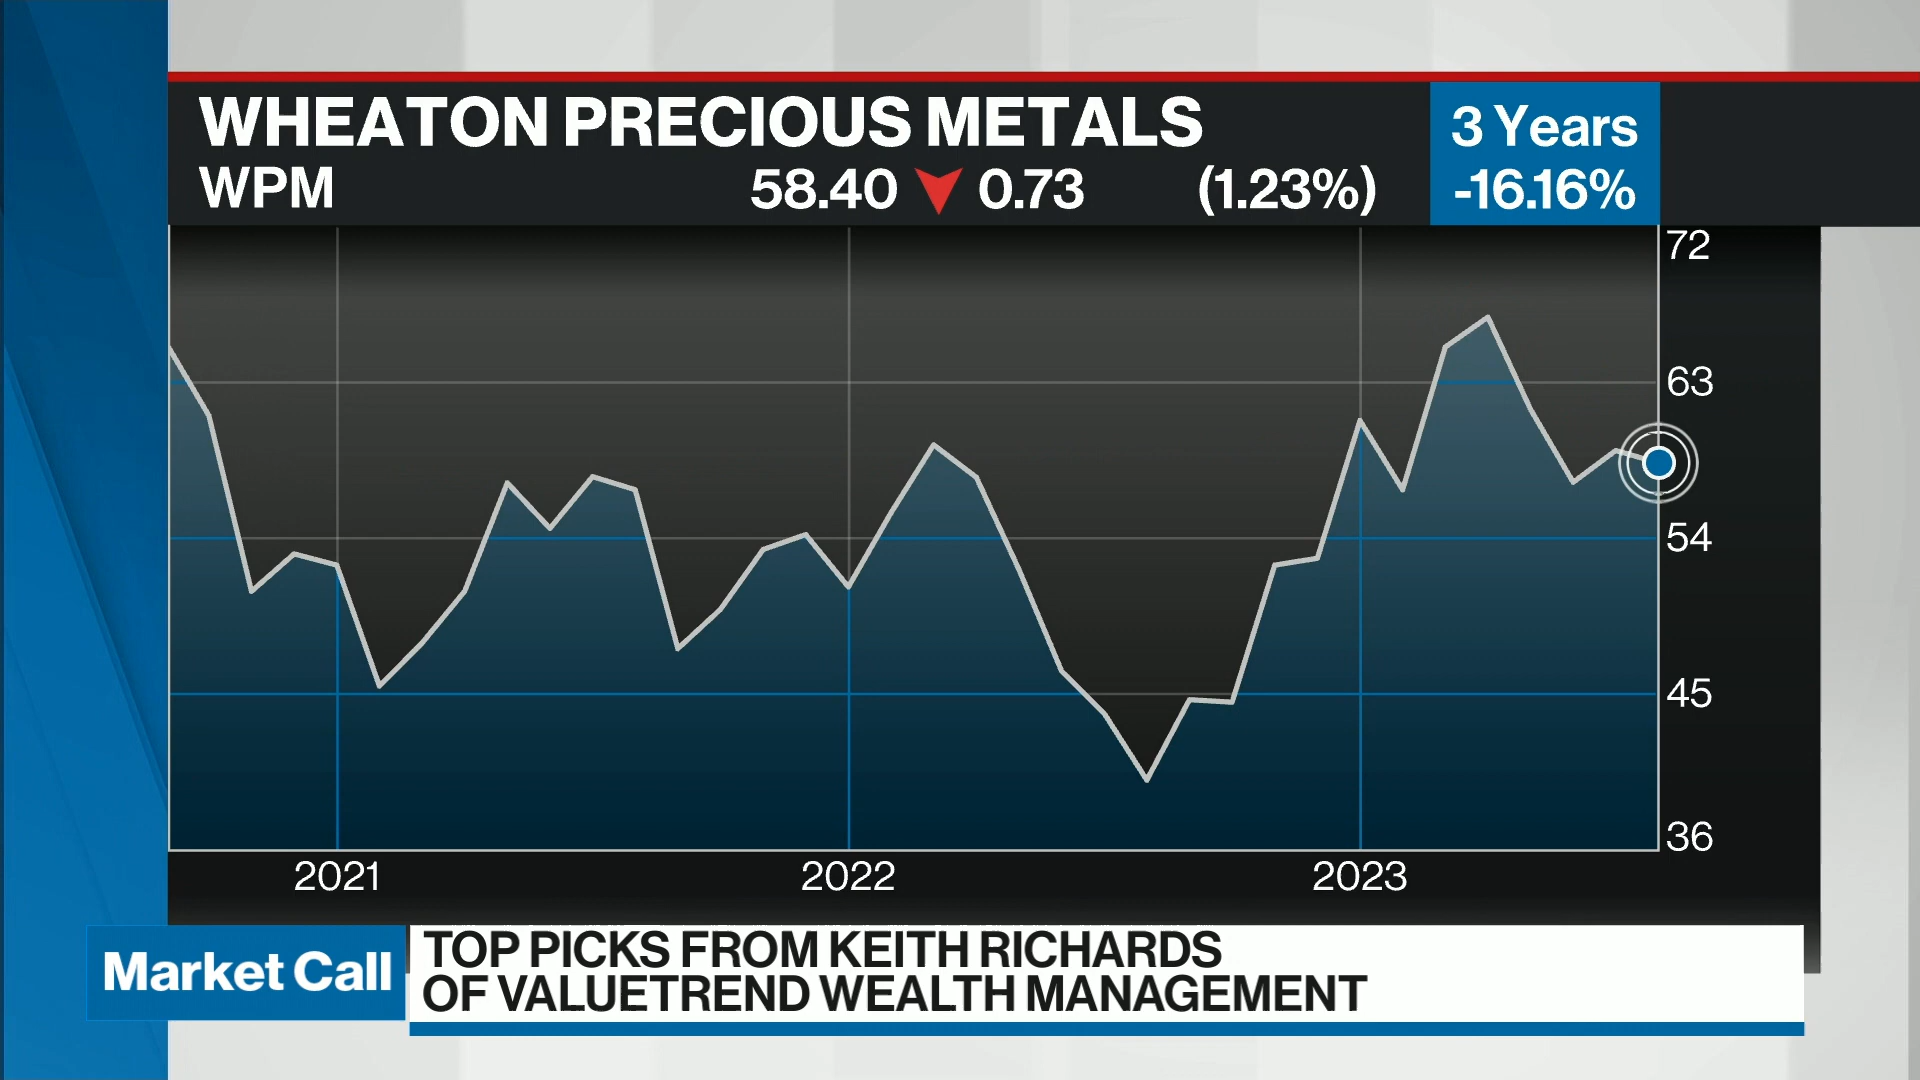 WHEATON PRECIOUS METALS
WPM 58.40 0.73 (1.23%)
3 Years
-16.16%
72
63
54
45
36
2021 2022 2023
Market Call
TOP PICKS FROM KEITH RICHARDS
OF VALUETREND WEALTH MANAGEMENT